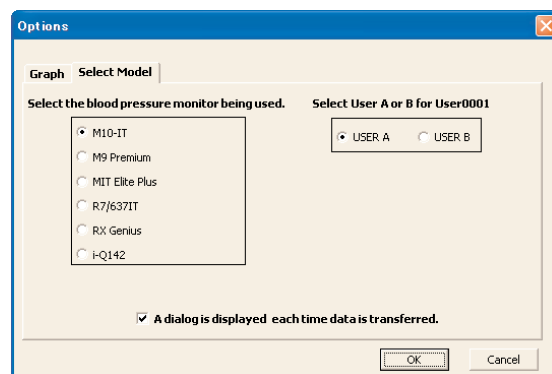 Options
Graph
Select Model
Select the blood pressure monitor being used.
M10-IT
M9 Premium
MIT Elite Plus
R7/637IT
RX Genius
i-Q142
Select User A or B for User0001
USER A
USER B
A dialog is displayed each time data is transferred.
OK
Cancel